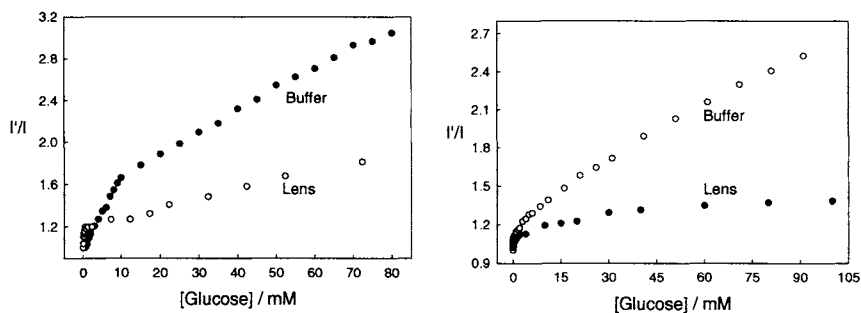 3.2
2.8
2.4
2.0
1.6
1.2
I'/I
Buffer
Lens
0 10 20 30 40 50 60 70 80
[Glucose] / mM
2.7
2.4
2.1
1.8
1.5
1.2
0.9
I'/I
Buffer
Lens
0 15 30 45 60 75 90 105
[Glucose] / mM